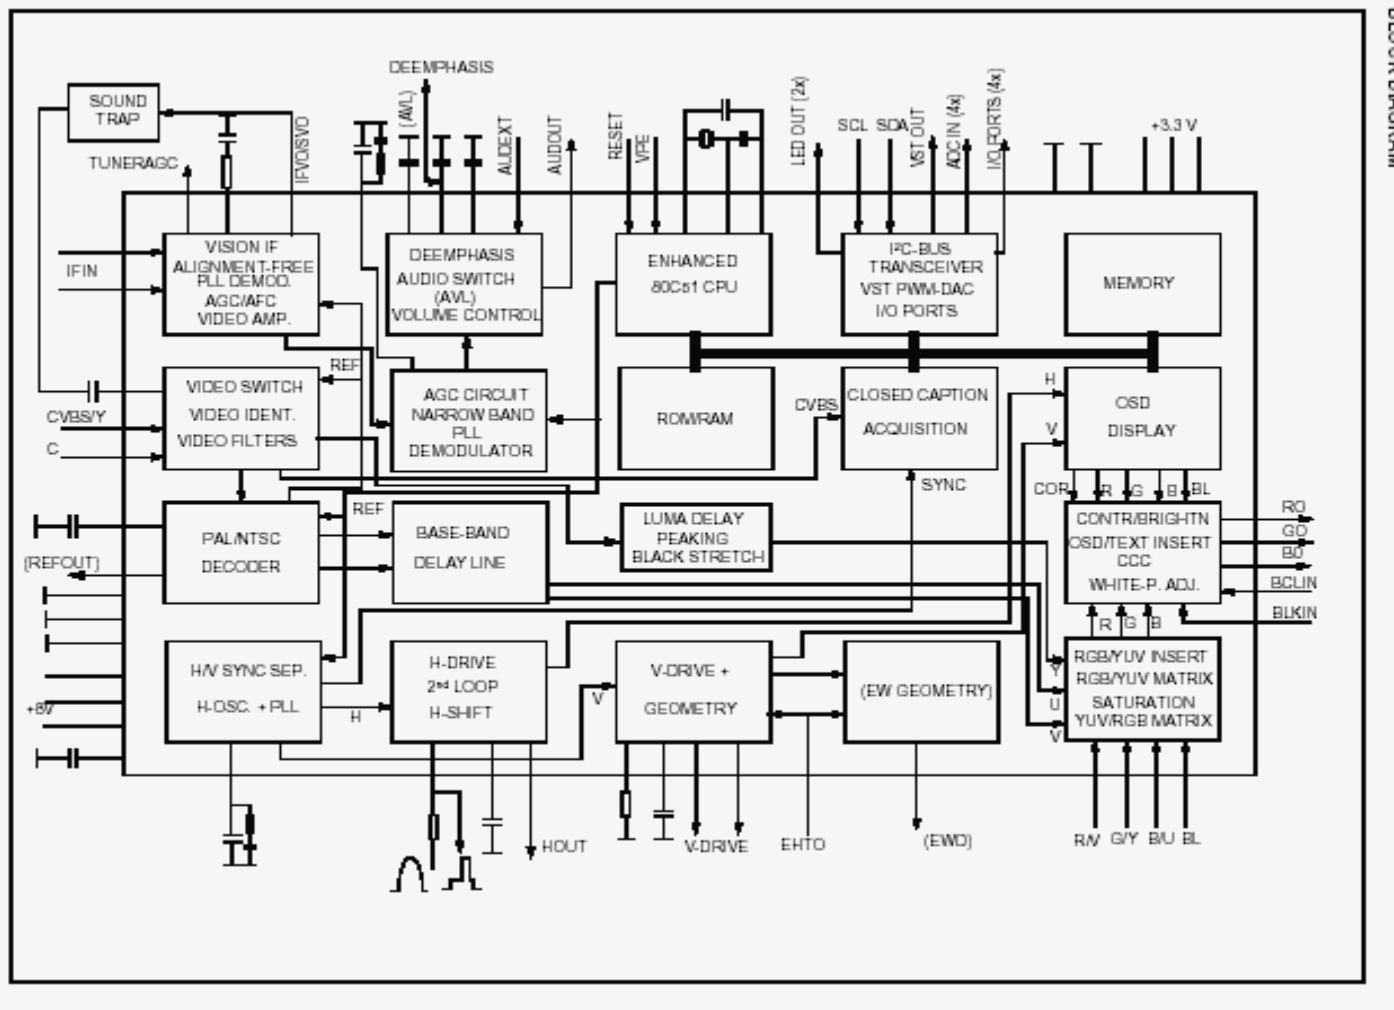 BLOCK DIAGRAM
DEEMPHASIS
SOUND
TRAP
TUNERAGC
IFVO/SVO
(AVL)
AUDEXT
AUDOUT
RESET
VPE
LED OUT (2x)
SCL SDA
VST OUT
ADC IN (4x)
I/O PORTS (4x)
+3.3 V
IFIN
VISION IF
ALIGNMENT-FREE
PLL DEMOD.
AGC/AFC
VIDEO AMP.
DEEMPHASIS
AUDIO SWITCH
(AVL)
VOLUME CONTROL
ENHANCED
80C51 CPU
I²C-BUS
TRANSCEIVER
VST PWM-DAC
I/O PORTS
MEMORY
REF
CVBS/Y
C
VIDEO SWITCH
VIDEO IDENT.
VIDEO FILTERS
AGC CIRCUIT
NARROW BAND
PLL
DEMODULATOR
ROM/RAM
CVBS
CLOSED CAPTION
ACQUISITION
SYNC
H
V
OSD
DISPLAY
COR R G B BL
(REFOUT)
PAL/NTSC
DECODER
REF
BASE-BAND
DELAY LINE
LUMA DELAY
PEAKING
BLACK STRETCH
CONTR/BRIGHTN
OSD/TEXT INSERT
CCC
WHITE-P. ADJ.
RO
GO
BO
BCLIN
BLKIN
R G B
+8V
H/V SYNC SEP.
H-OSC. + PLL
H
H-DRIVE
2nd LOOP
H-SHIFT
V
V-DRIVE +
GEOMETRY
(EW GEOMETRY)
Y
U
V
RGB/YUV INSERT
RGB/YUV MATRIX
SATURATION
YUV/RGB MATRIX
HOUT
V-DRIVE
EHTO
(EWD)
R/V G/Y B/U BL